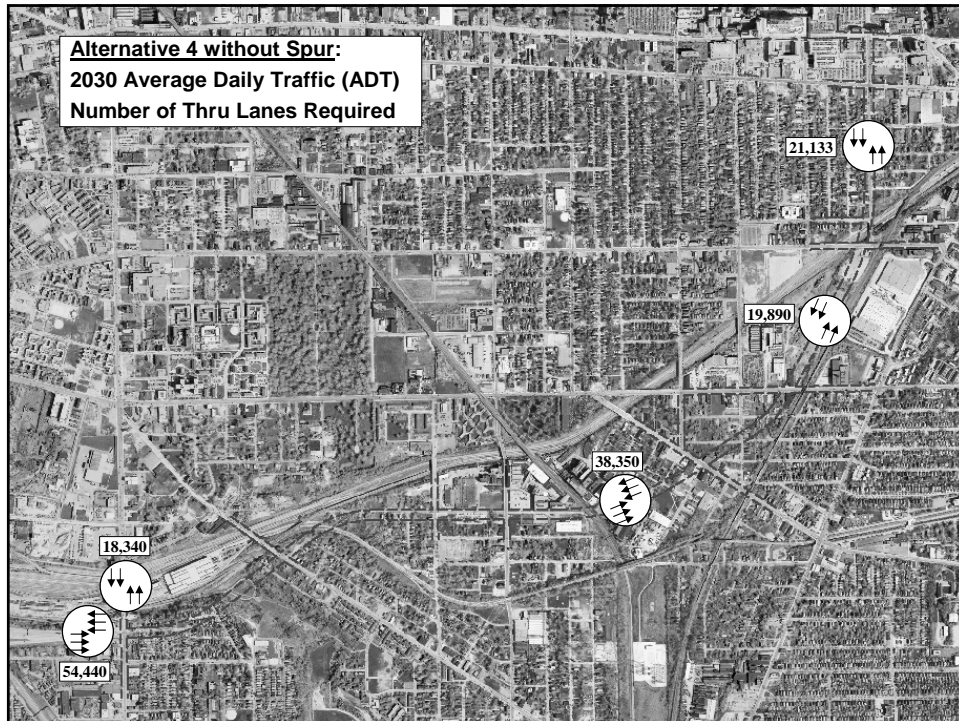 Alternative 4 without Spur:
2030 Average Daily Traffic (ADT)
Number of Thru Lanes Required
21,133
19,890
38,350
18,340
54,440